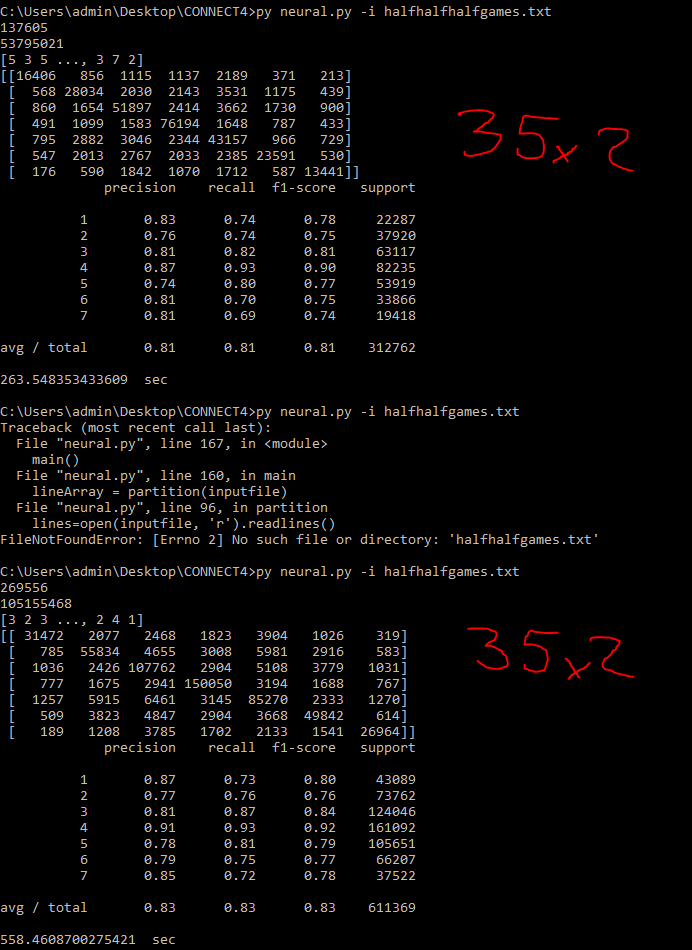 C:\Users\admin\Desktop\CONNECT4>py neural.py -i halfhalfhalfgames.txt
137605
53795021
[5 3 5 ..., 3 7 2]
[[16406   856  1115  1137  2189   371   213]
 [  568 28034  2030  2143  3531  1175   439]
 [  860  1654 51897  2414  3662  1730   900]
 [  491  1099  1583 76194  1648   787   433]
 [  795  2882  3046  2344 43157   966   729]
 [  547  2013  2767  2033  2385 23591   530]
 [  176   590  1842  1070  1712   587 13441]]
35x2
             precision    recall  f1-score   support
          1       0.83      0.74      0.78     22287
          2       0.76      0.74      0.75     37920
          3       0.81      0.82      0.81     63117
          4       0.87      0.93      0.90     82235
          5       0.74      0.80      0.77     53919
          6       0.81      0.70      0.75     33866
          7       0.81      0.69      0.74     19418
avg / total       0.81      0.81      0.81    312762
263.548353433609  sec
C:\Users\admin\Desktop\CONNECT4>py neural.py -i halfhalfgames.txt
Traceback (most recent call last):
  File "neural.py", line 167, in <module>
    main()
  File "neural.py", line 160, in main
    lineArray = partition(inputfile)
  File "neural.py", line 96, in partition
    lines=open(inputfile, 'r').readlines()
FileNotFoundError: [Errno 2] No such file or directory: 'halfhalfgames.txt'
C:\Users\admin\Desktop\CONNECT4>py neural.py -i halfhalfgames.txt
269556
105155468
[3 2 3 ..., 2 4 1]
[[ 31472   2077   2468   1823   3904   1026    319]
 [   785  55834   4655   3008   5981   2916    583]
 [  1036   2426 107762   2904   5108   3779   1031]
 [   777   1675   2941 150050   3194   1688    767]
 [  1257   5915   6461   3145  85270   2333   1270]
 [   509   3823   4847   2904   3668  49842    614]
 [   189   1208   3785   1702   2133   1541  26964]]
35x2
             precision    recall  f1-score   support
          1       0.87      0.73      0.80     43089
          2       0.77      0.76      0.76     73762
          3       0.81      0.87      0.84    124046
          4       0.91      0.93      0.92    161092
          5       0.78      0.81      0.79    105651
          6       0.79      0.75      0.77     66207
          7       0.85      0.72      0.78     37522
avg / total       0.83      0.83      0.83    611369
558.4608700275421  sec